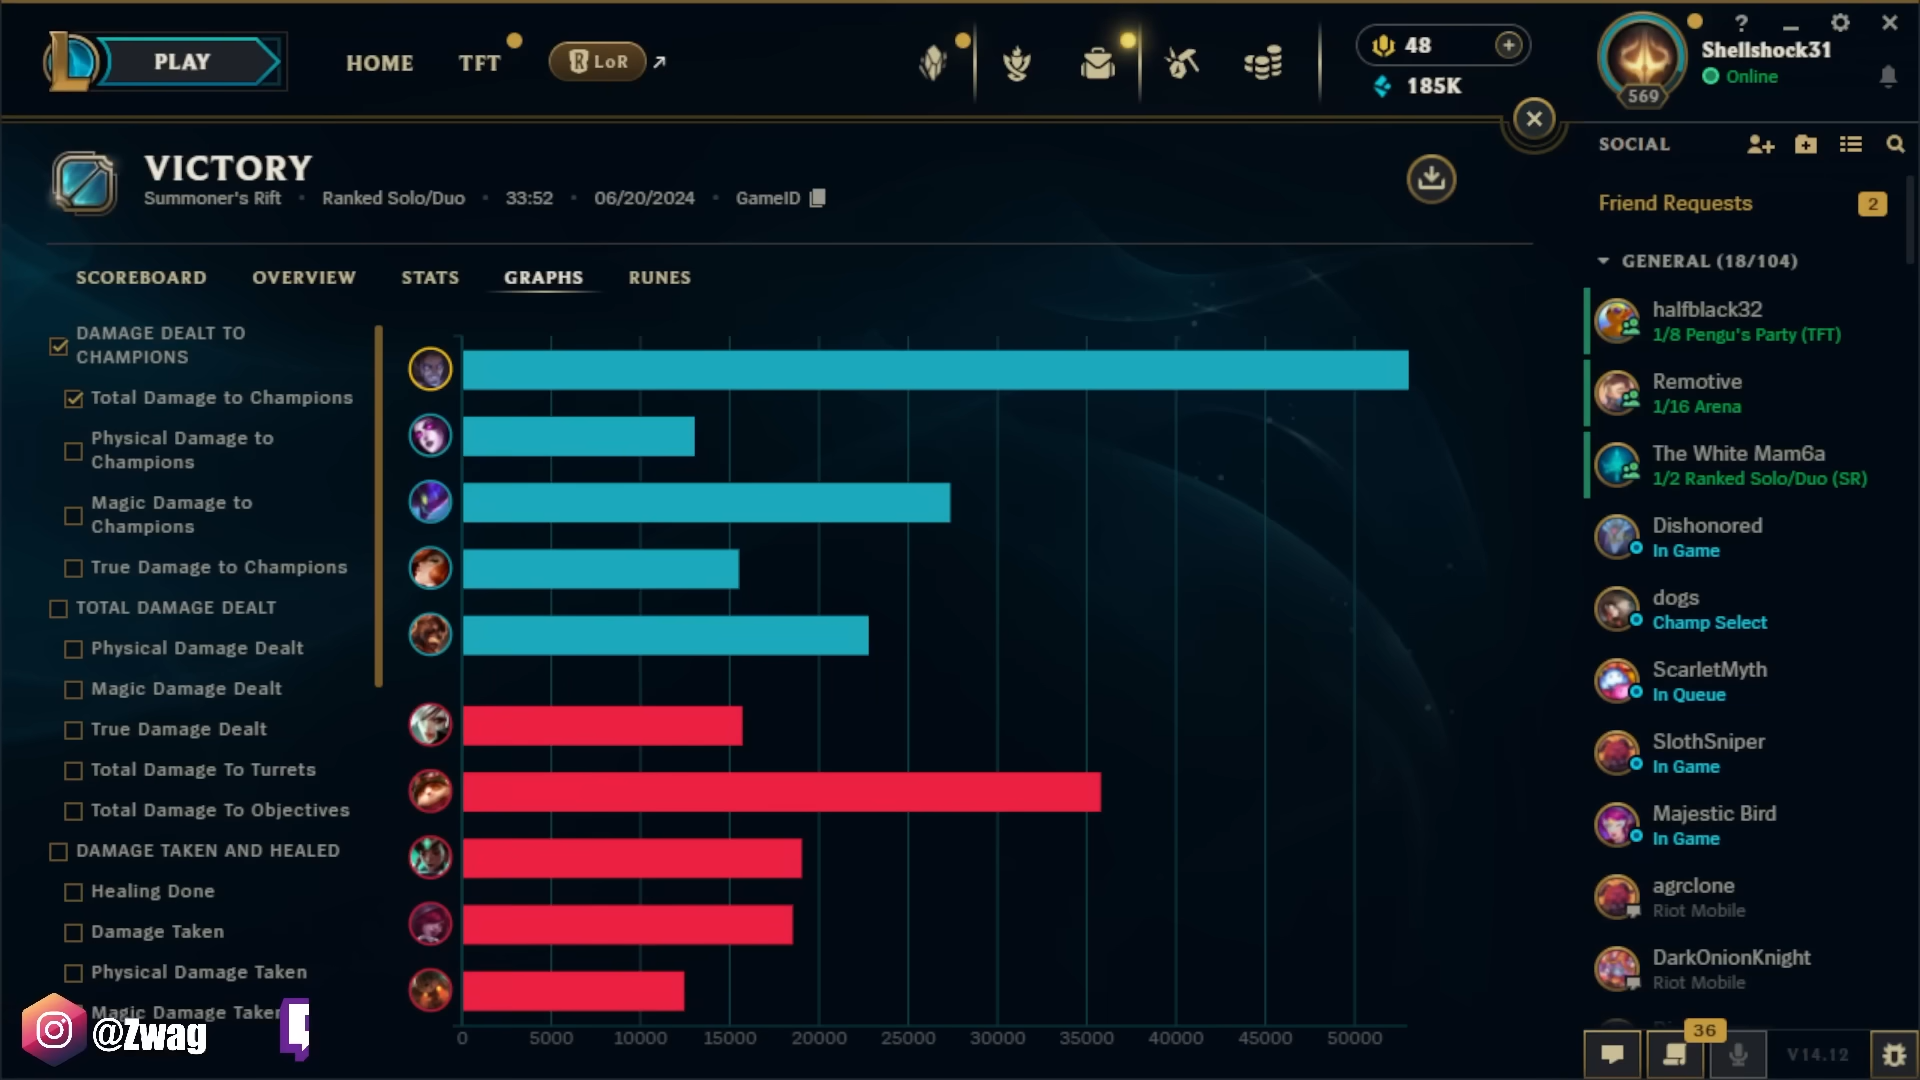 PLAY
HOME
TFT
LoR
48
185K
569
Shellshock31
Online
VICTORY
Summoner's Rift • Ranked Solo/Duo • 33:52 • 06/20/2024 • GameID
SCOREBOARD OVERVIEW STATS GRAPHS RUNES
DAMAGE DEALT TO
CHAMPIONS
Total Damage to Champions
Physical Damage to
Champions
Magic Damage to
Champions
True Damage to Champions
TOTAL DAMAGE DEALT
Physical Damage Dealt
Magic Damage Dealt
True Damage Dealt
Total Damage To Turrets
Total Damage To Objectives
DAMAGE TAKEN AND HEALED
Healing Done
Damage Taken
Physical Damage Taken
Magic Damage Taken
@Zwag
0 5000 10000 15000 20000 25000 30000 35000 40000 45000 50000
SOCIAL
Friend Requests 2
GENERAL (18/104)
halfblack32
1/8 Pengu's Party (TFT)
Remotive
1/16 Arena
The White Mam6a
1/2 Ranked Solo/Duo (SR)
Dishonored
In Game
dogs
Champ Select
ScarletMyth
In Queue
SlothSniper
In Game
Majestic Bird
In Game
agrclone
Riot Mobile
DarkOnionKnight
Riot Mobile
36
V14.12